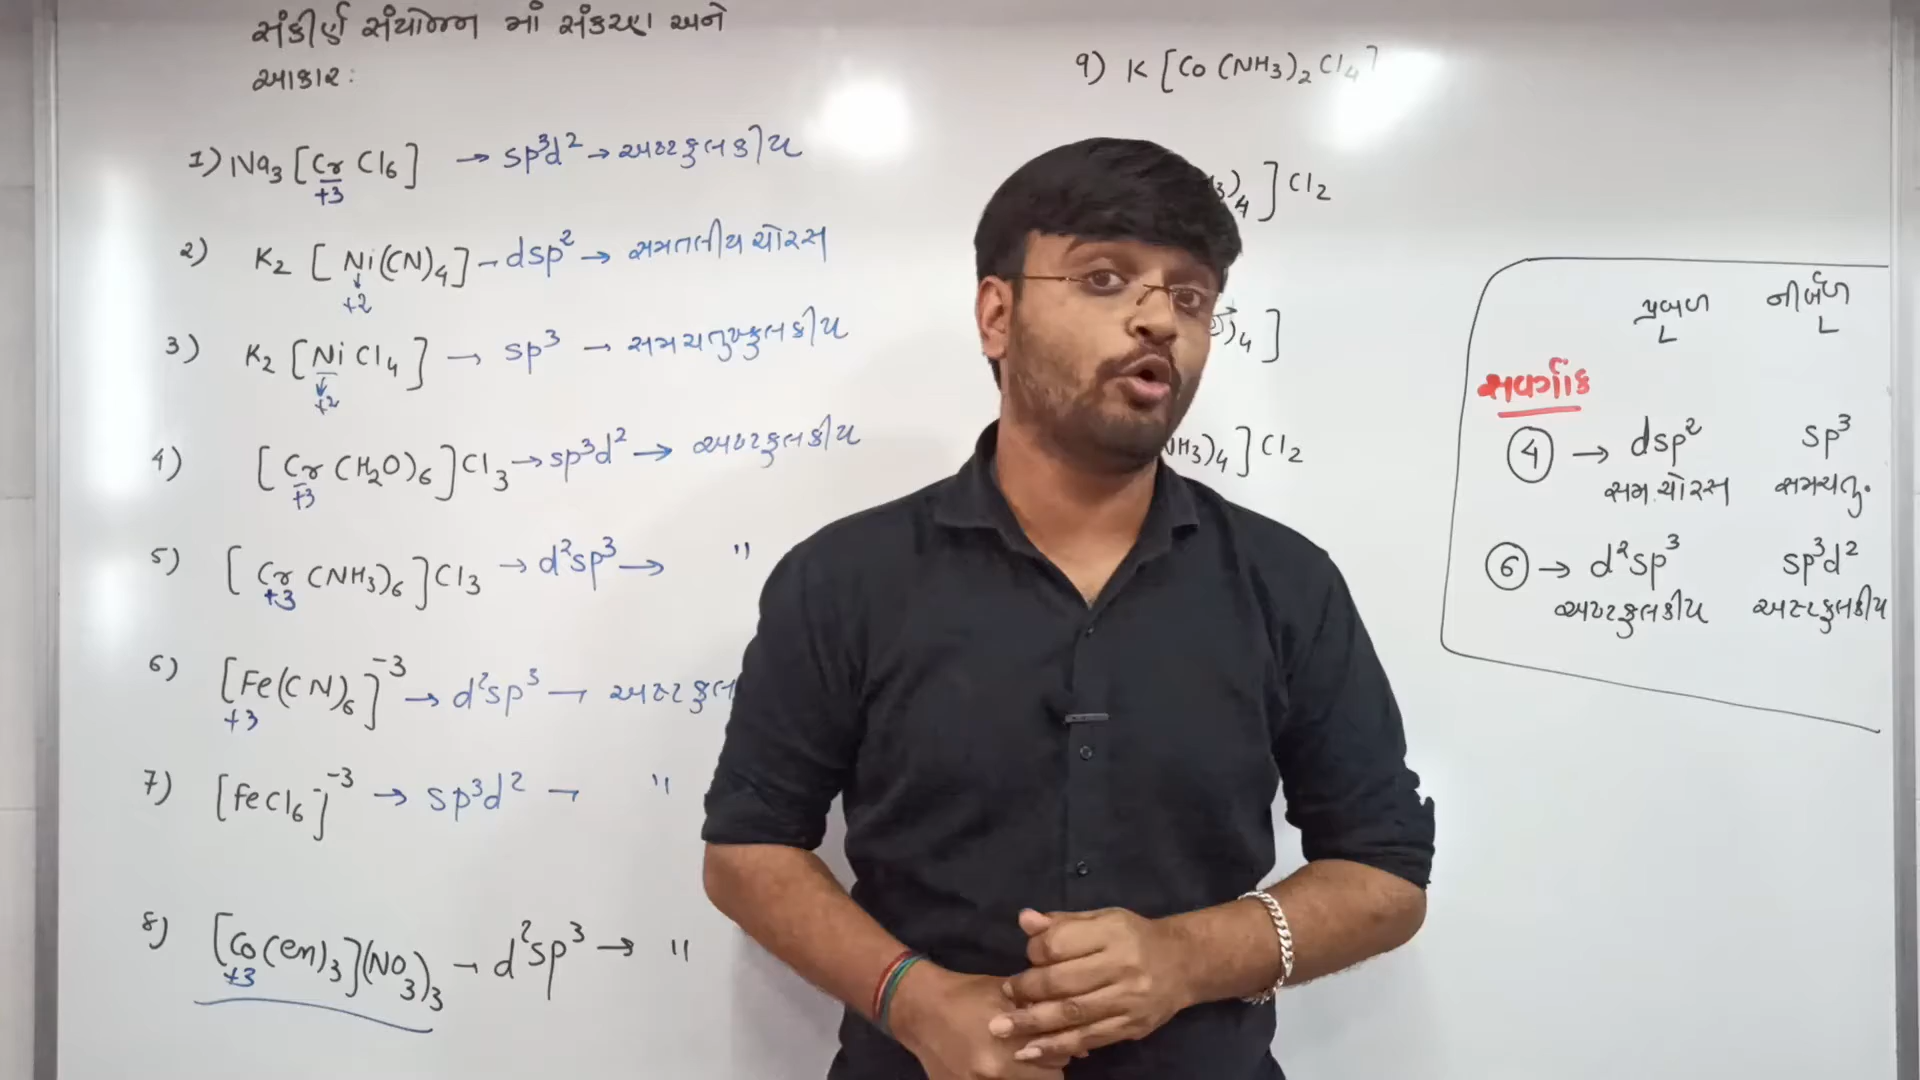 સંકીર્ણ સંયોજન માં સંકરણ અને
આકાર:
1) Na3 [Cr Cl6] → sp³d² → અષ્ટફલકીય
+3
2) K2 [Ni(CN)4] - dsp² → સમતલીય ચોરસ
+2
3) K2 [NiCl4] → sp³ → સમચતુષ્ફલકીય
+2
4) [Cr(H2O)6]Cl3 → sp³d² → અષ્ટફલકીય
+3
5) [Cr(NH3)6]Cl3 → d²sp³ → "
+3
6) [Fe(CN)6]⁻³ → d²sp³ → અષ્ટફલ
+3
7) [FeCl6]⁻³ → sp³d² → "
8) [Co(en)3](NO3)3 → d²sp³ → "
+3
9) K [Co(NH3)2Cl4]
3)4]Cl2
)4]
NH3)4]Cl2
પ્રબળ નીર્બળ
L L
સવર્ગાંક
4 → dsp² sp³
સમ.ચોરસ સમચતુ.
6 → d²sp³ sp³d²
અષ્ટફલકીય અષ્ટફલકીય